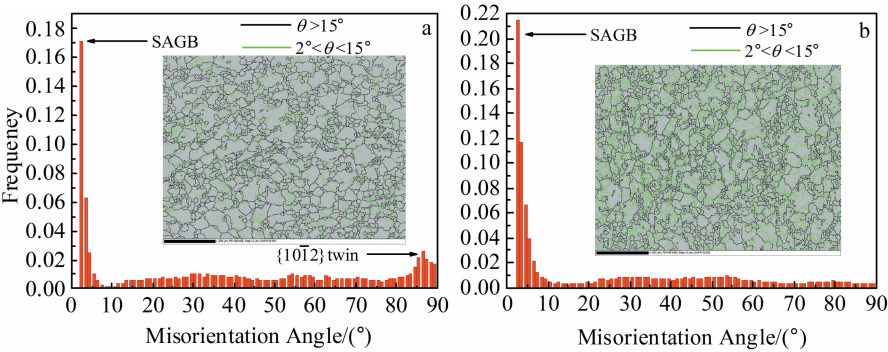 a
θ>15°
2°<θ<15°
SAGB
{101̄2} twin
Frequency
0.18
0.16
0.14
0.12
0.10
0.08
0.06
0.04
0.02
0.00
0 10 20 30 40 50 60 70 80 90
Misorientation Angle/(°)
b
θ>15°
2°<θ<15°
SAGB
0.22
0.20
0.18
0.16
0.14
0.12
0.10
0.08
0.06
0.04
0.02
0.00
0 10 20 30 40 50 60 70 80 90
Misorientation Angle/(°)